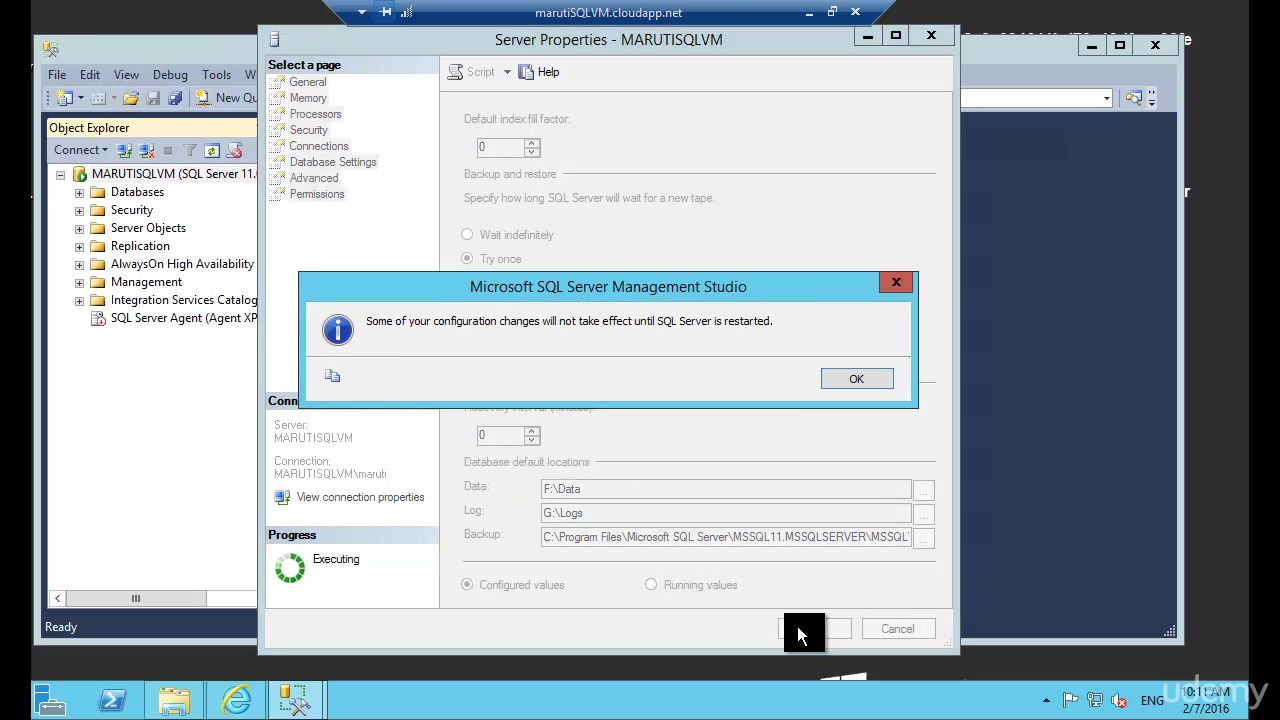 marutiSQLVM.cloudapp.net
Server Properties - MARUTISQLVM
File Edit View Debug Tools W
New Qu
Object Explorer
Connect
MARUTISQLVM (SQL Server 11.
Databases
Security
Server Objects
Replication
AlwaysOn High Availability
Management
Integration Services Catalog
SQL Server Agent (Agent XP
Ready
Select a page
General
Memory
Processors
Security
Connections
Database Settings
Advanced
Permissions
Script Help
Default index fill factor:
0
Backup and restore
Specify how long SQL Server will wait for a new tape.
Wait indefinitely
Try once
Microsoft SQL Server Management Studio
Some of your configuration changes will not take effect until SQL Server is restarted.
OK
Conn
Server:
MARUTISQLVM
Connection:
MARUTISQLVM\maruti
View connection properties
Progress
Executing
0
Database default locations
Data: F:\Data ...
Log: G:\Logs ...
Backup: C:\Program Files\Microsoft SQL Server\MSSQL11.MSSQLSERVER\MSSQL ...
Configured values Running values
Cancel
ENG
10:11 AM
2/7/2016
udemy